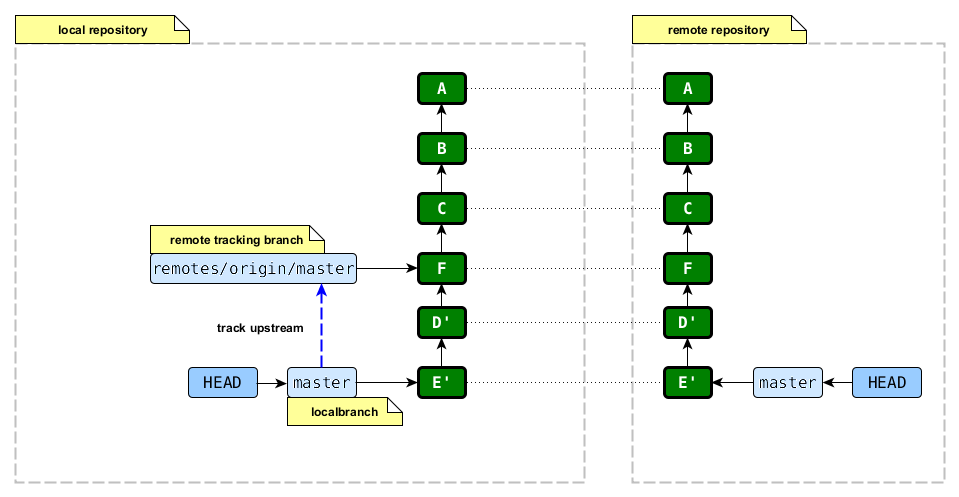 local repository
remote repository
A
A
B
B
C
C
remote tracking branch
remotes/origin/master
F
F
track upstream
D'
D'
HEAD
master
E'
E'
master
HEAD
localbranch